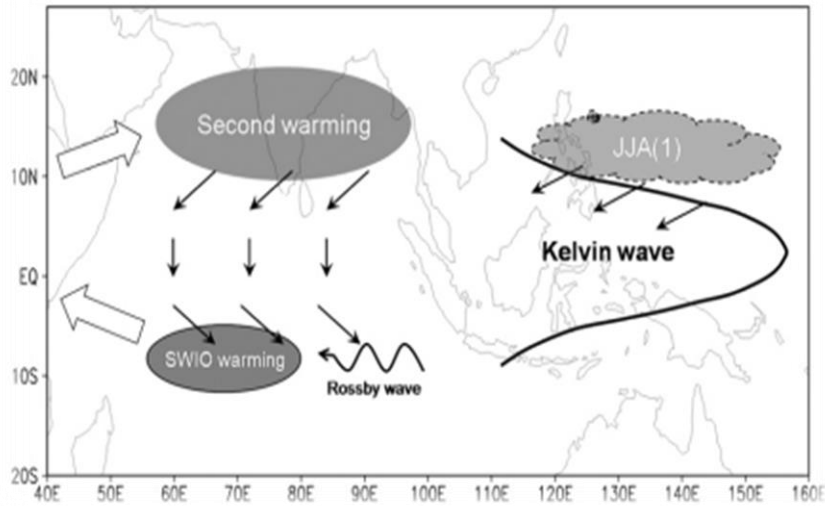 20N
Second warming
JJA(1)
10N
Kelvin wave
EQ
SWIO warming
10S
Rossby wave
20S
40E 50E 60E 70E 80E 90E 100E 110E 120E 130E 140E 150E 160E